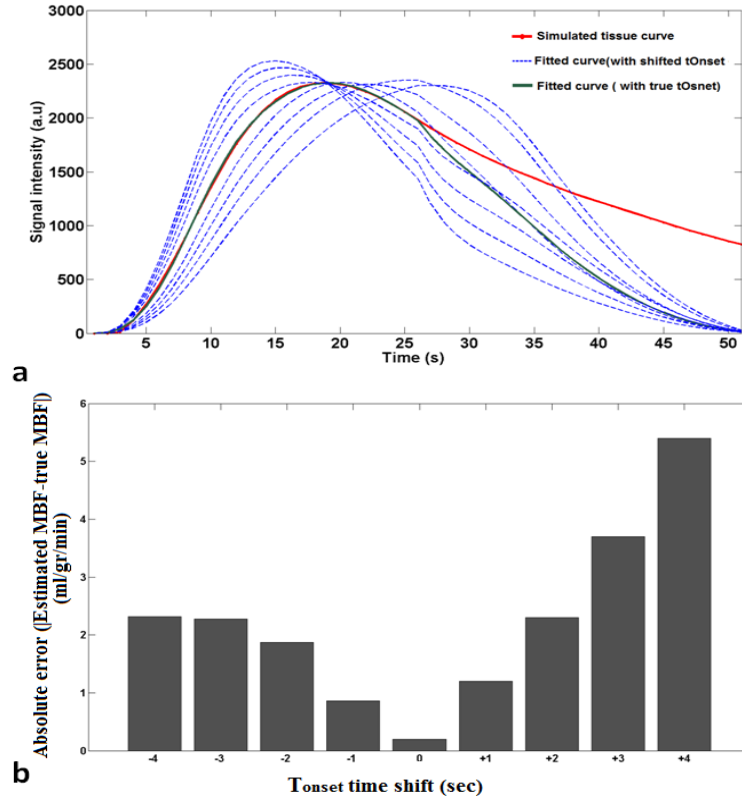 3000
2500
2000
1500
1000
500
0
Signal intensity (a.u)
Simulated tissue curve
Fitted curve(with shifted tOnset
Fitted curve ( with true tOsnet)
5 10 15 20 25 30 35 40 45 50
Time (s)
a
6
5
4
3
2
1
0
Absolute error (|Estimated MBF-true MBF|)
(ml/gr/min)
-4 -3 -2 -1 0 +1 +2 +3 +4
Tonset time shift (sec)
b